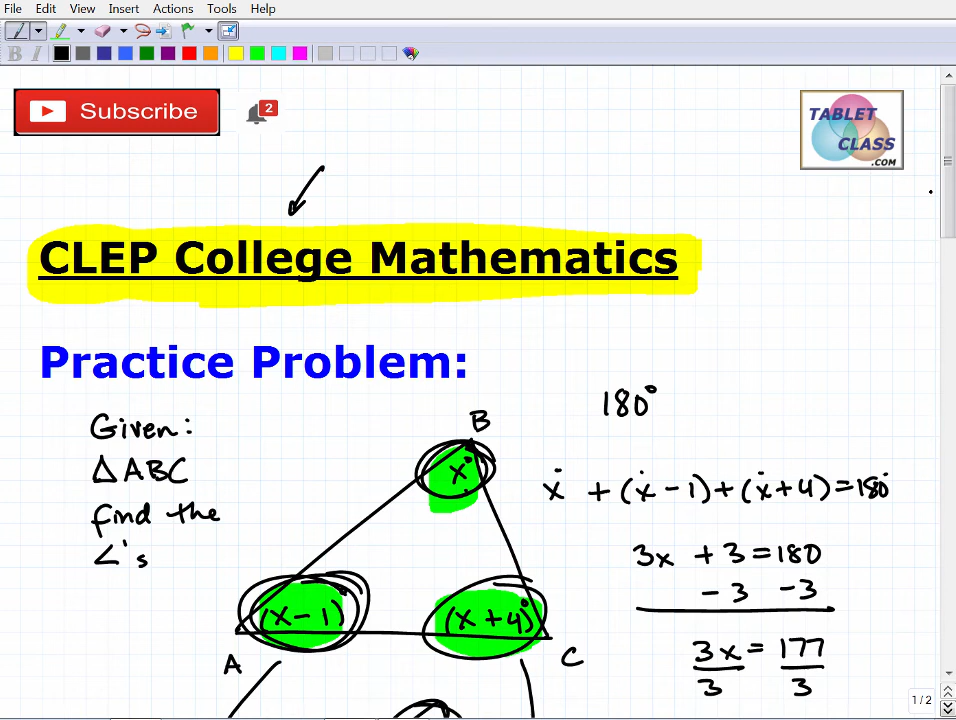 File Edit View Insert Actions Tools Help
B I
Subscribe
2
TABLET
CLASS
.COM
CLEP College Mathematics
Practice Problem:
Given:
△ABC
find the
∠'s
B
x°
(x-1)
(x+4)°
A
C
180°
x° + (x°-1)+(x°+4)=180°
3x +3=180
-3 -3
3x = 177
3 3
1/2